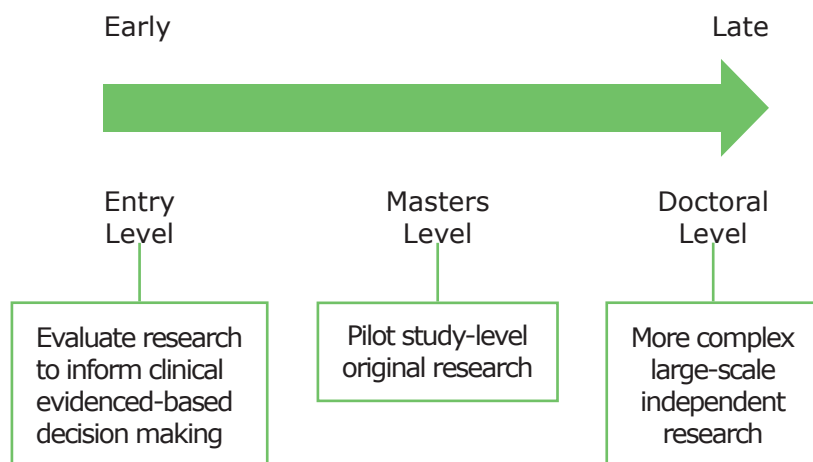 Early
Late
Entry
Level
Masters
Level
Doctoral
Level
Evaluate research
to inform clinical
evidenced-based
decision making
Pilot study-level
original research
More complex
large-scale
independent
research